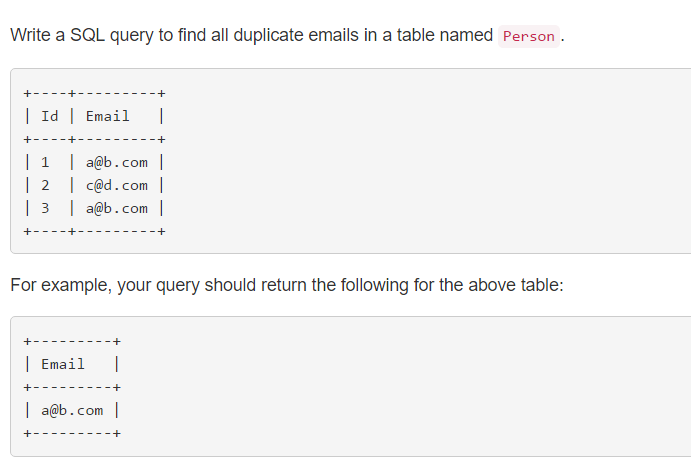 Write a SQL query to find all duplicate emails in a table named Person .
+----+---------+
| Id | Email   |
+----+---------+
| 1  | a@b.com |
| 2  | c@d.com |
| 3  | a@b.com |
+----+---------+
For example, your query should return the following for the above table:
+---------+
| Email   |
+---------+
| a@b.com |
+---------+